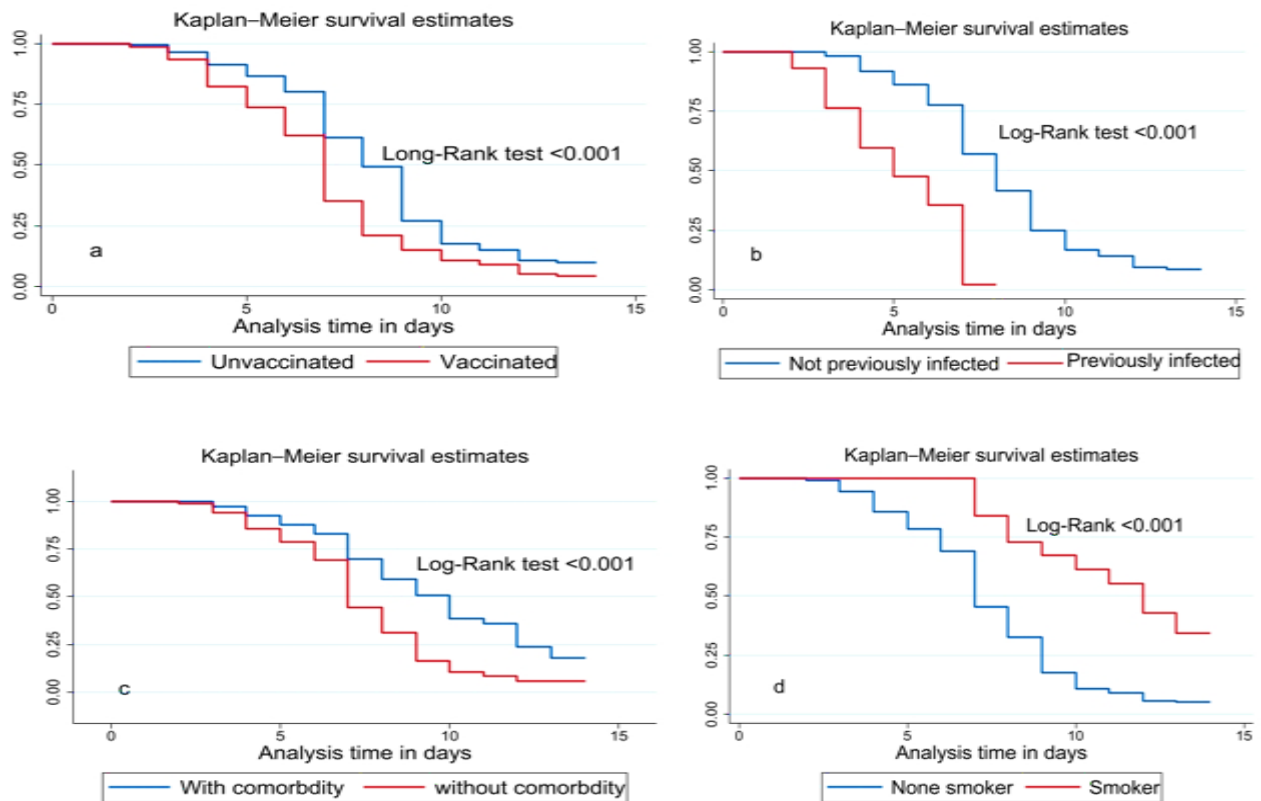 Kaplan–Meier survival estimates
1.00
0.75
0.50
0.25
0.00
Long-Rank test <0.001
a
0 5 10 15
Analysis time in days
Unvaccinated Vaccinated
Kaplan–Meier survival estimates
1.00
0.75
0.50
0.25
0.00
Log-Rank test <0.001
b
0 5 10 15
Analysis time in days
Not previously infected Previously infected
Kaplan–Meier survival estimates
1.00
0.75
0.50
0.25
0.00
Log-Rank test <0.001
c
0 5 10 15
Analysis time in days
With comorbdity without comorbdity
Kaplan–Meier survival estimates
1.00
0.75
0.50
0.25
0.00
Log-Rank <0.001
d
0 5 10 15
Analysis time in days
None smoker Smoker